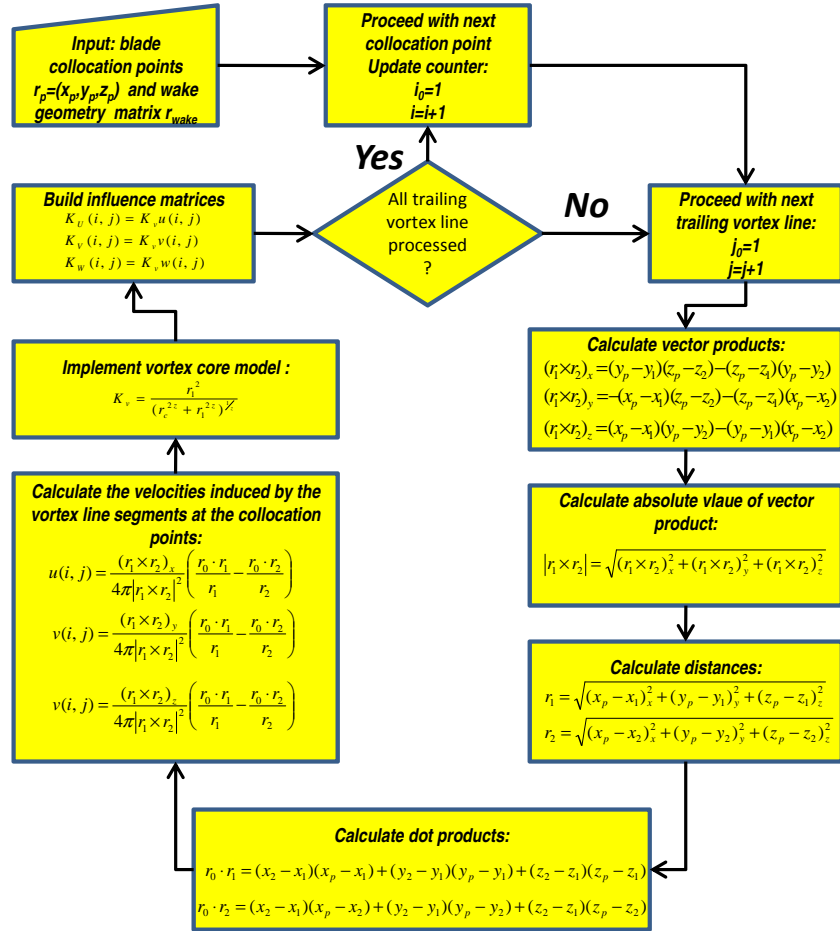 Input: blade
collocation points
r_p=(x_p,y_p,z_p) and wake
geometry matrix r_wake
Proceed with next
collocation point
Update counter:
i_0=1
i=i+1
Yes
All trailing
vortex line
processed
?
No
Proceed with next
trailing vortex line:
j_0=1
j=j+1
Calculate vector products:
(r_1×r_2)_x=(y_p−y_1)(z_p−z_2)−(z_p−z_1)(y_p−y_2)
(r_1×r_2)_y=−(x_p−x_1)(z_p−z_2)−(z_p−z_1)(x_p−x_2)
(r_1×r_2)_z=(x_p−x_1)(y_p−y_2)−(y_p−y_1)(x_p−x_2)
Calculate absolute vlaue of vector
product:
|r_1×r_2| = √((r_1×r_2)_x^2+(r_1×r_2)_y^2+(r_1×r_2)_z^2)
Calculate distances:
r_1 = √((x_p−x_1)_x^2+(y_p−y_1)_y^2+(z_p−z_1)_z^2)
r_2 = √((x_p−x_2)_x^2+(y_p−y_2)_y^2+(z_p−z_2)_z^2)
Calculate dot products:
r_0·r_1 = (x_2−x_1)(x_p−x_1)+(y_2−y_1)(y_p−y_1)+(z_2−z_1)(z_p−z_1)
r_0·r_2 = (x_2−x_1)(x_p−x_2)+(y_2−y_1)(y_p−y_2)+(z_2−z_1)(z_p−z_2)
Calculate the velocities induced by the
vortex line segments at the collocation
points:
u(i, j) = (r_1×r_2)_x / 4π|r_1×r_2|^2 (r_0·r_1 / r_1 − r_0·r_2 / r_2)
v(i, j) = (r_1×r_2)_y / 4π|r_1×r_2|^2 (r_0·r_1 / r_1 − r_0·r_2 / r_2)
v(i, j) = (r_1×r_2)_z / 4π|r_1×r_2|^2 (r_0·r_1 / r_1 − r_0·r_2 / r_2)
Implement vortex core model :
K_v = r_1^2 / (r_c^{2z} + r_1^{2z})
Build influence matrices
K_U (i, j) = K_v u(i, j)
K_V (i, j) = K_v v(i, j)
K_W (i, j) = K_v w(i, j)